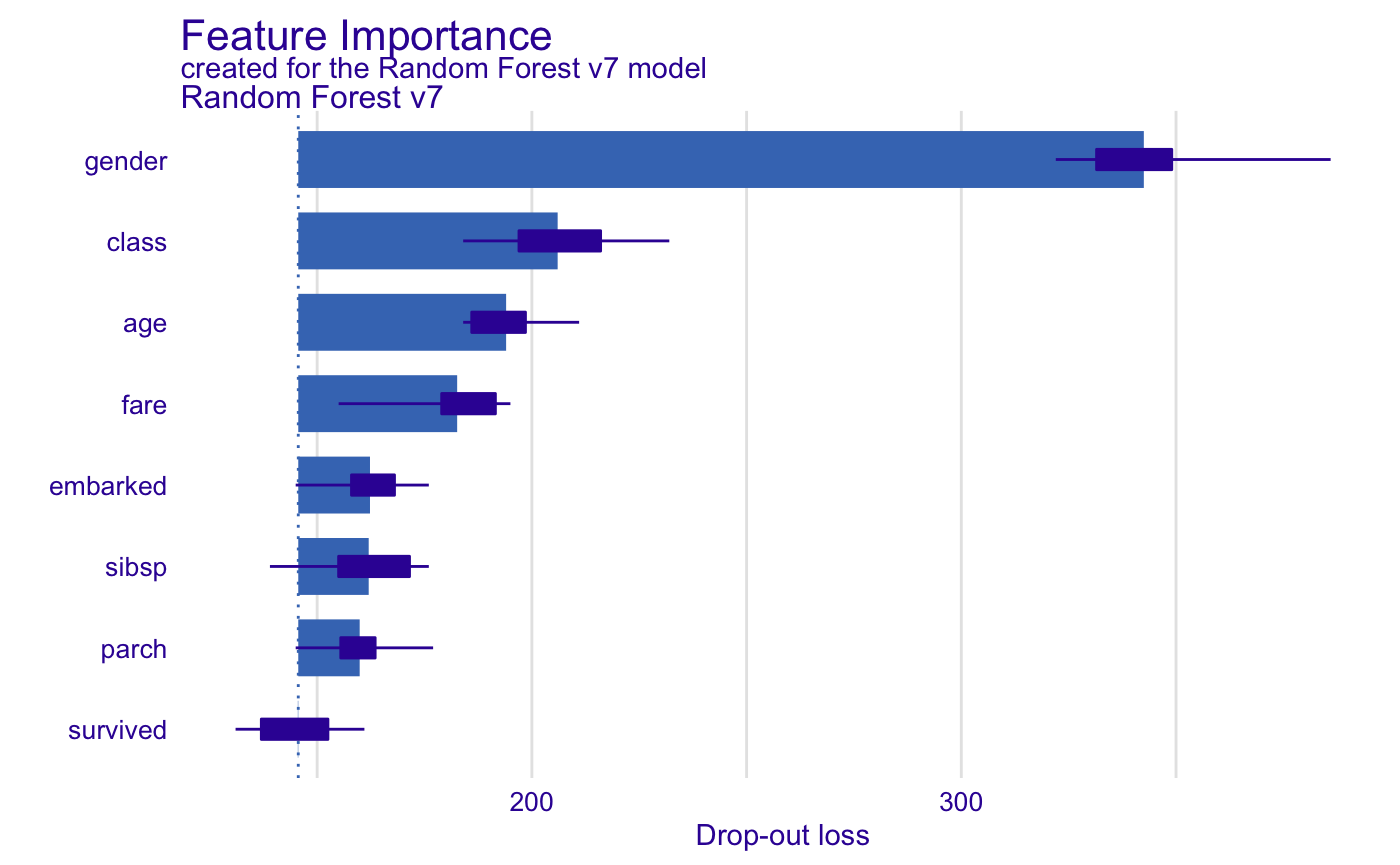 Feature Importance
created for the Random Forest v7 model
Random Forest v7
gender
class
age
fare
embarked
sibsp
parch
survived
200 300
Drop-out loss